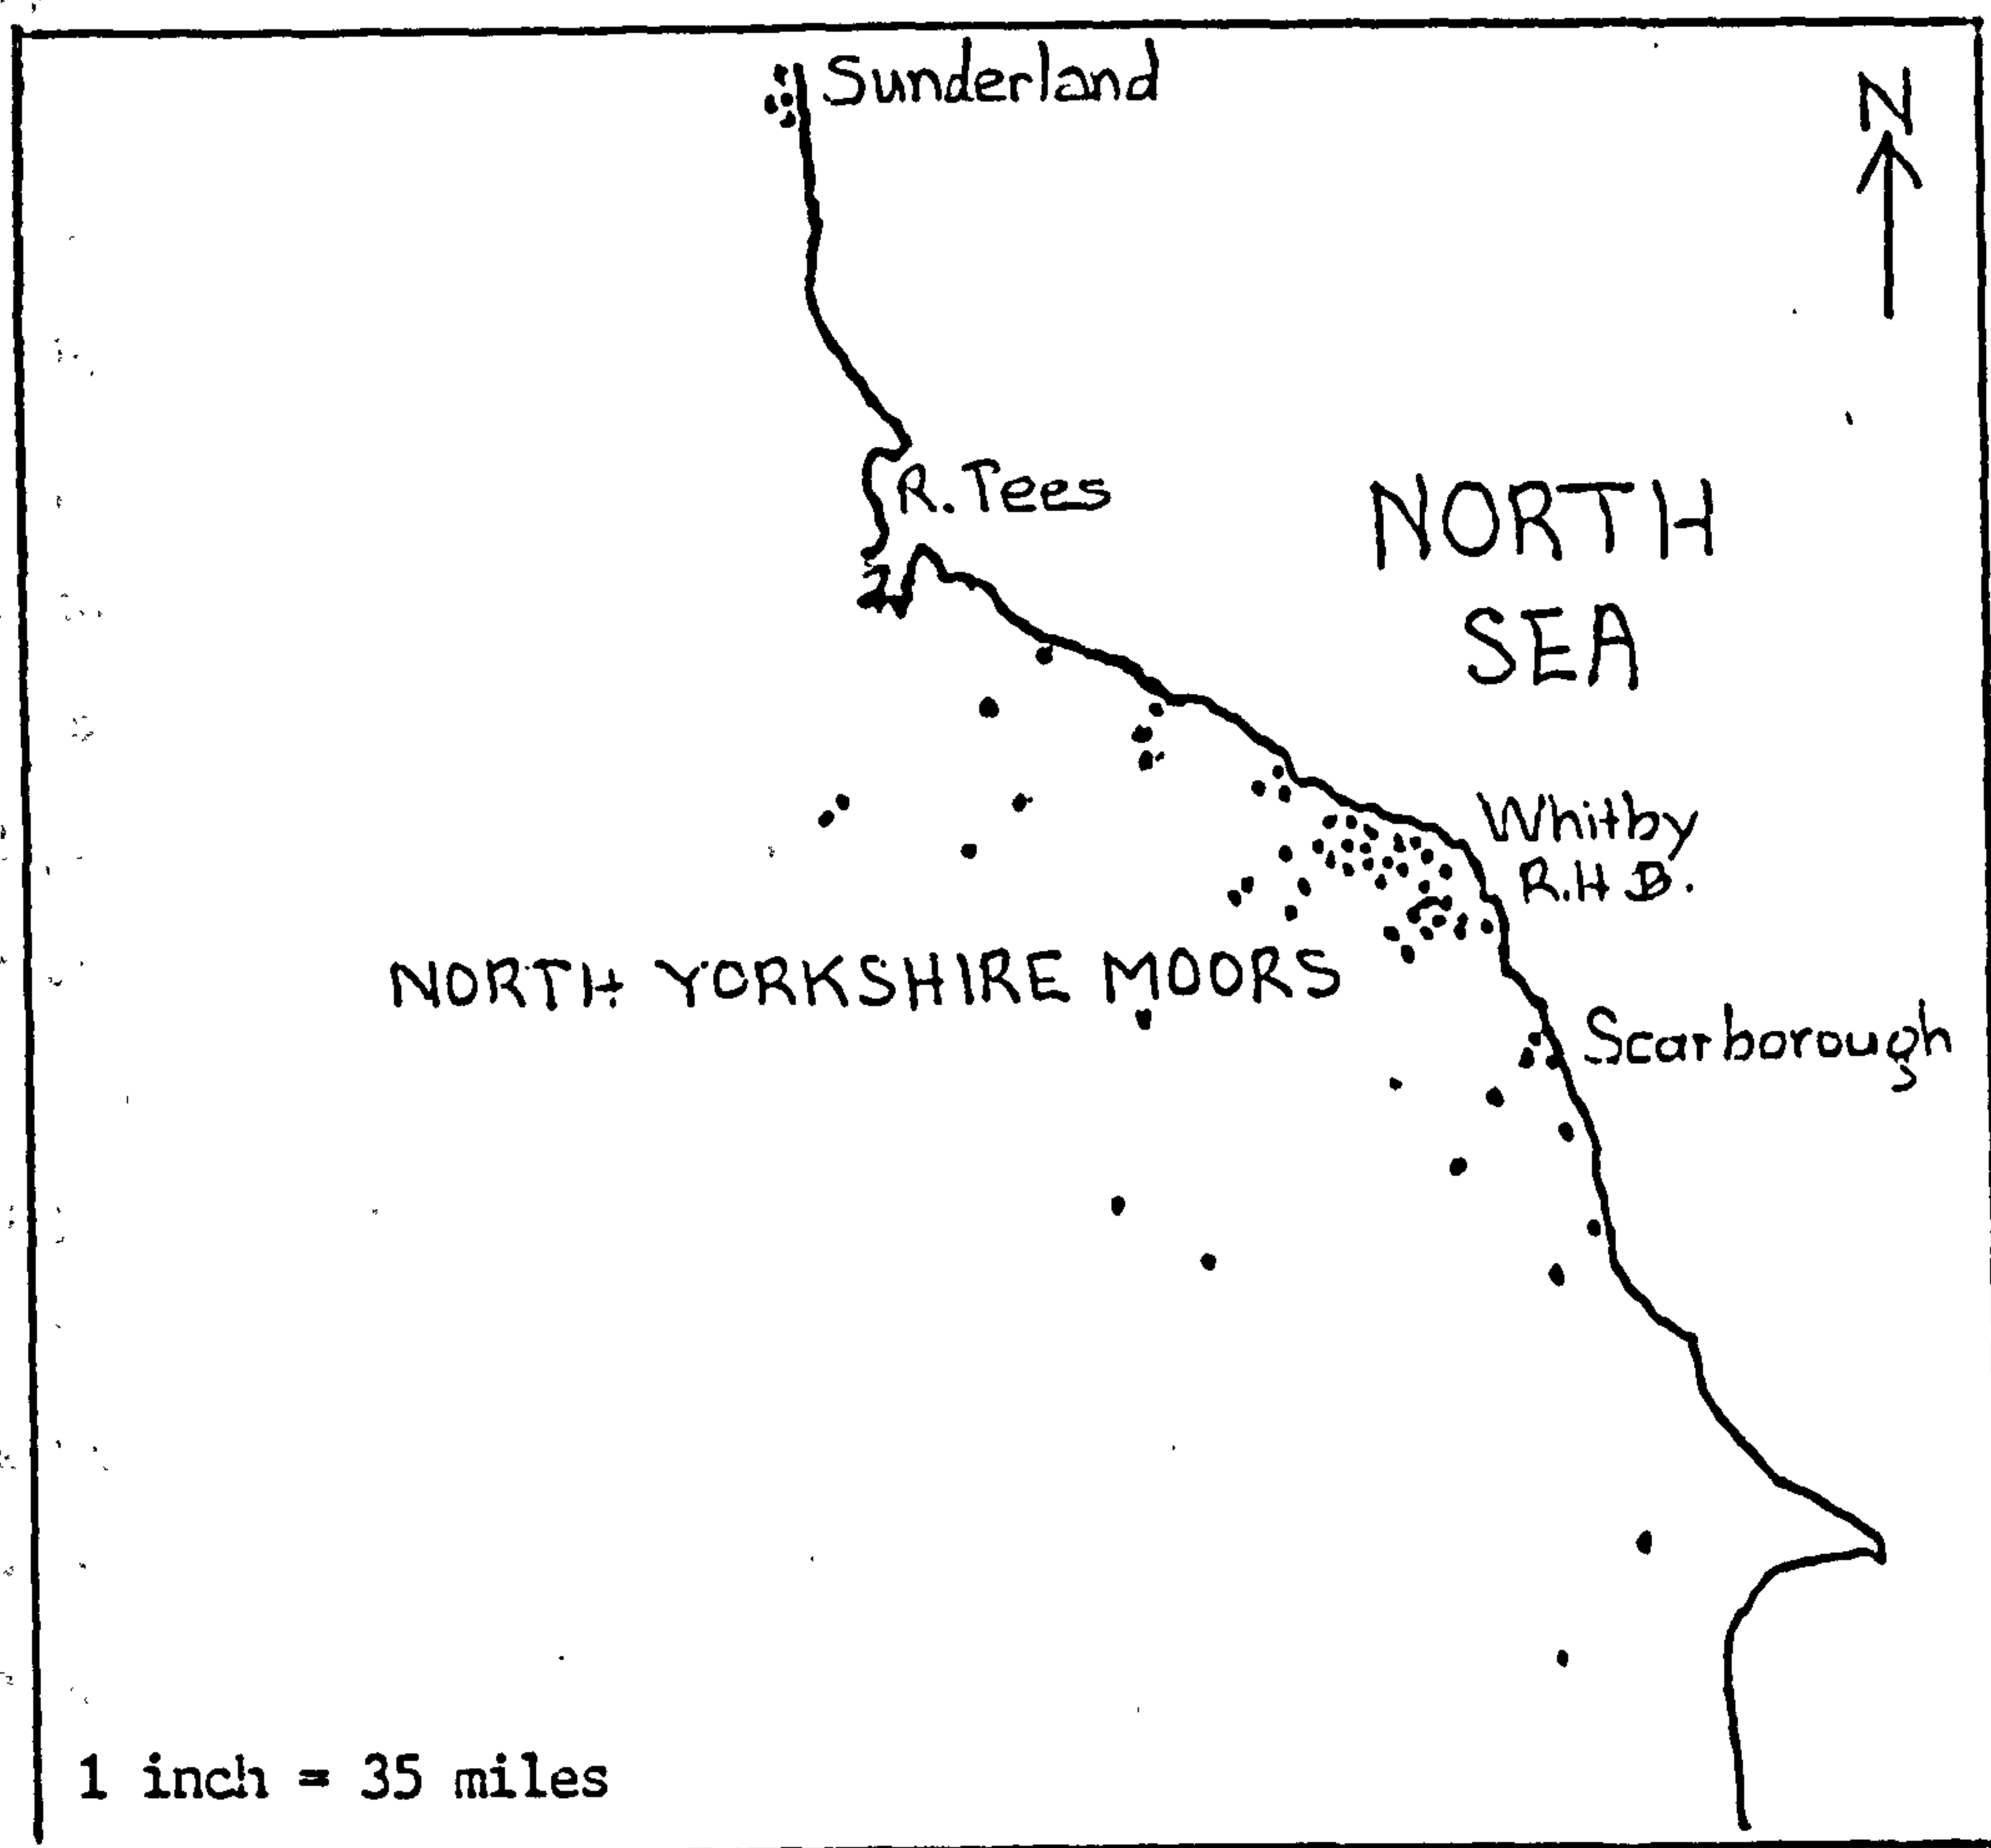 Sunderland
N
R. Tees
NORTH
SEA
Whitby
R.H B.
NORTH YORKSHIRE MOORS
Scarborough
1 inch = 35 miles